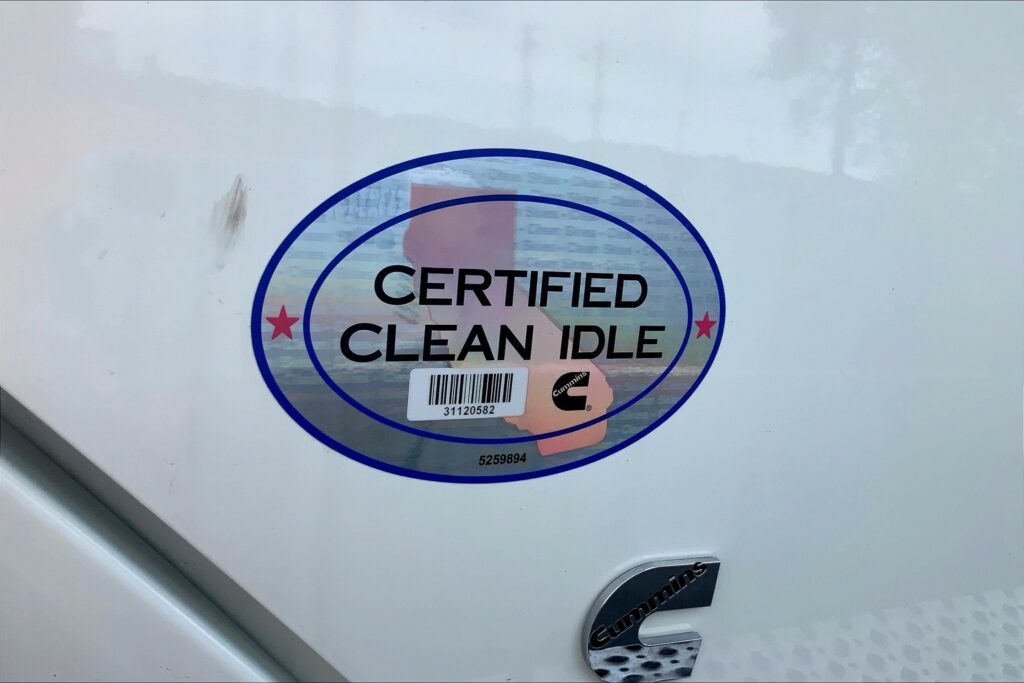 CERTIFIED
CLEAN IDLE
31120582
Cummins
®
5259894
Cummins